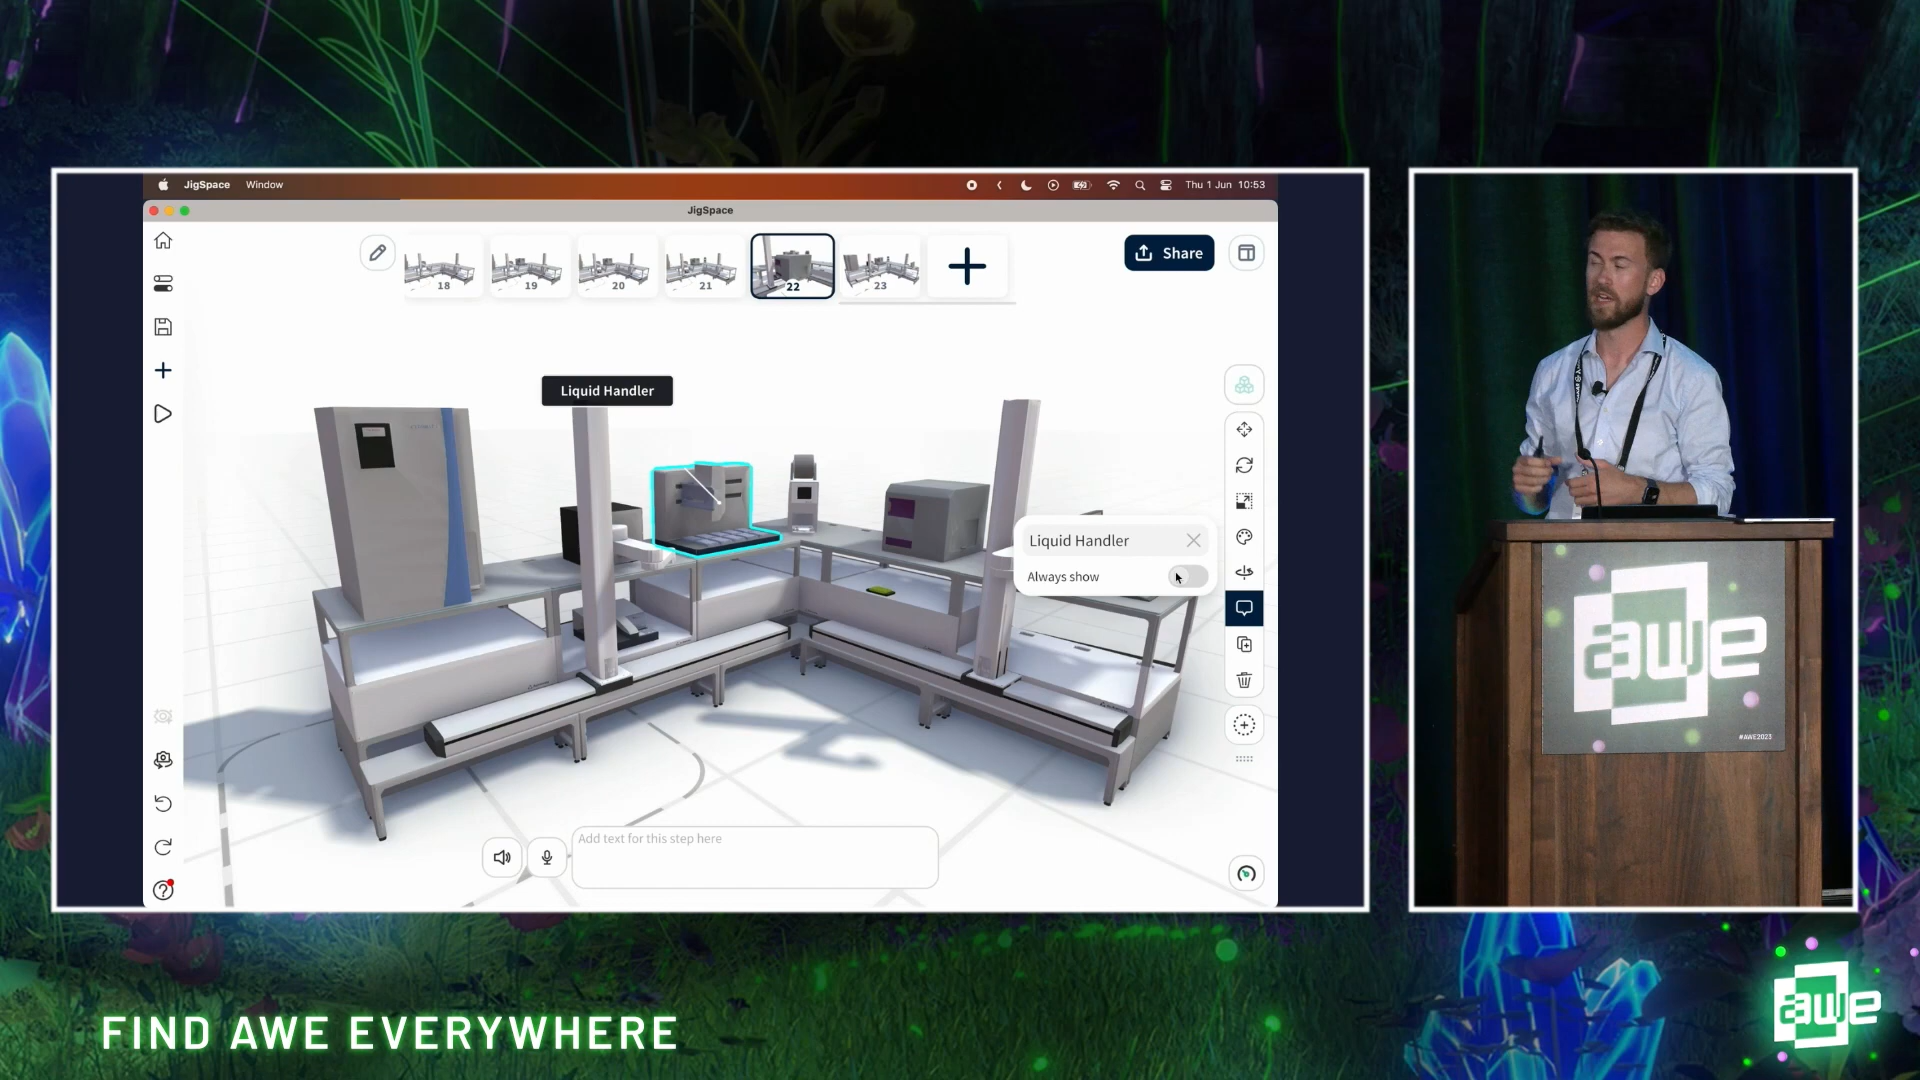 JigSpace Window
Thu 1 Jun 10:53
JigSpace
18
19
20
21
22
23
Share
Liquid Handler
Liquid Handler
Always show
Add text for this step here
awe
#AWE2023
FIND AWE EVERYWHERE
awe